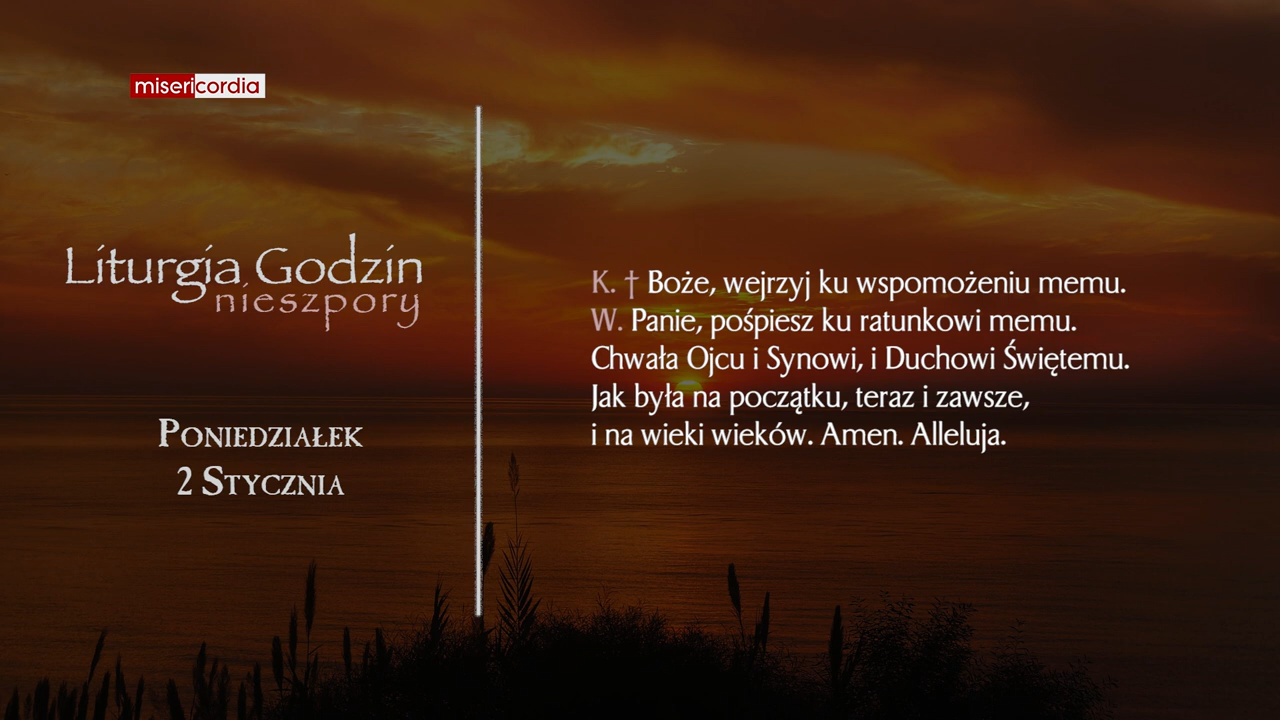 misericordia
Liturgia Godzin
nieszpory
Poniedziałek
2 Stycznia
K. † Boże, wejrzyj ku wspomożeniu memu.
W. Panie, pośpiesz ku ratunkowi memu.
Chwała Ojcu i Synowi, i Duchowi Świętemu.
Jak była na początku, teraz i zawsze,
i na wieki wieków. Amen. Alleluja.